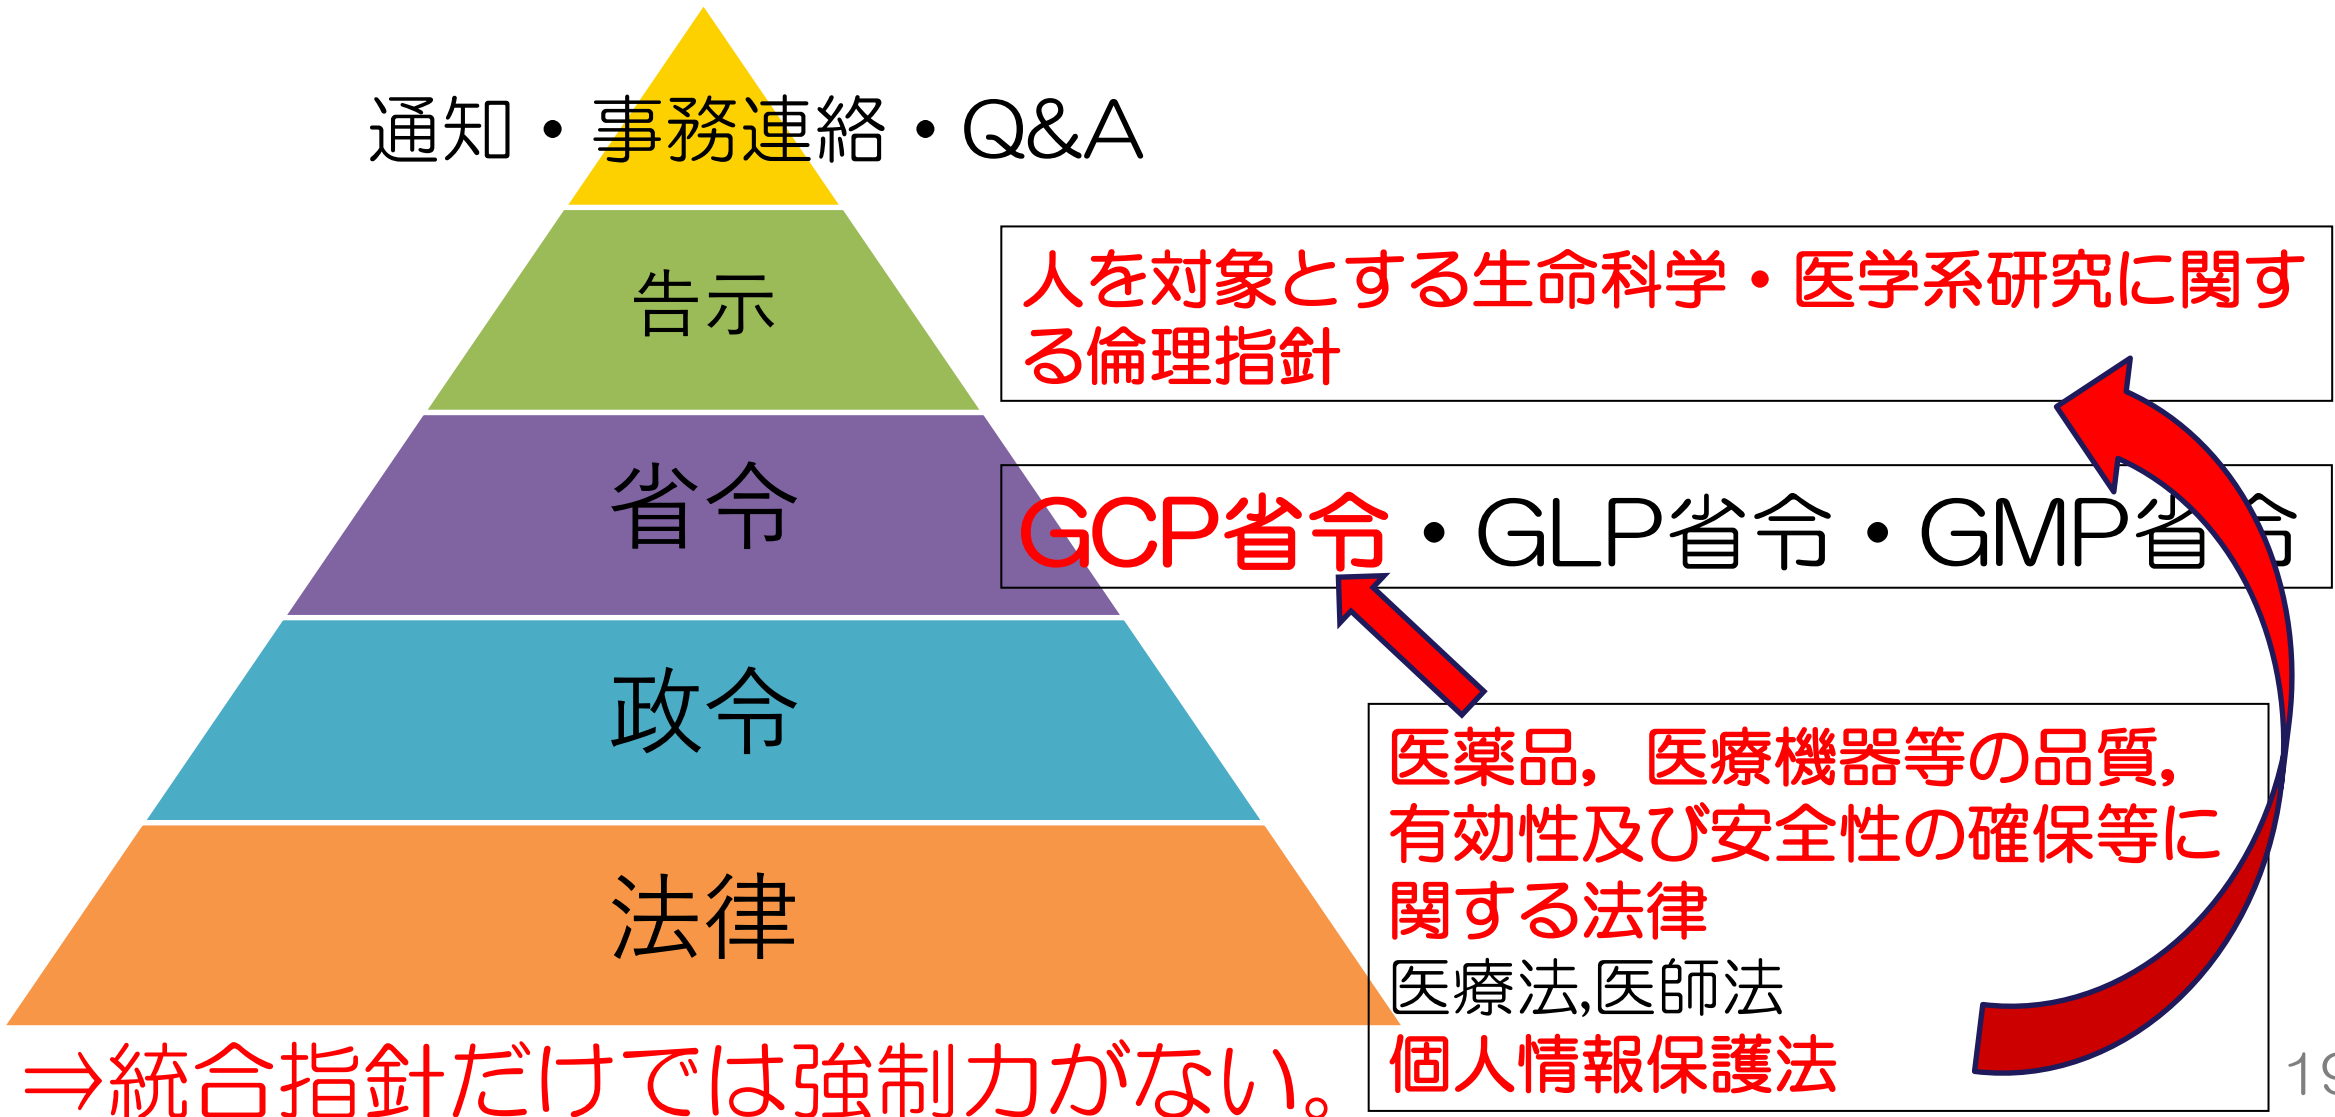 通知・事務連絡・Q&A
告示
人を対象とする生命科学・医学系研究に関す
る倫理指針
省令
GCP省令・GLP省令・GMP省令
政令
法律
医薬品，医療機器等の品質，
有効性及び安全性の確保等に
関する法律
医療法,医師法
個人情報保護法
⇒統合指針だけでは強制力がない。
19